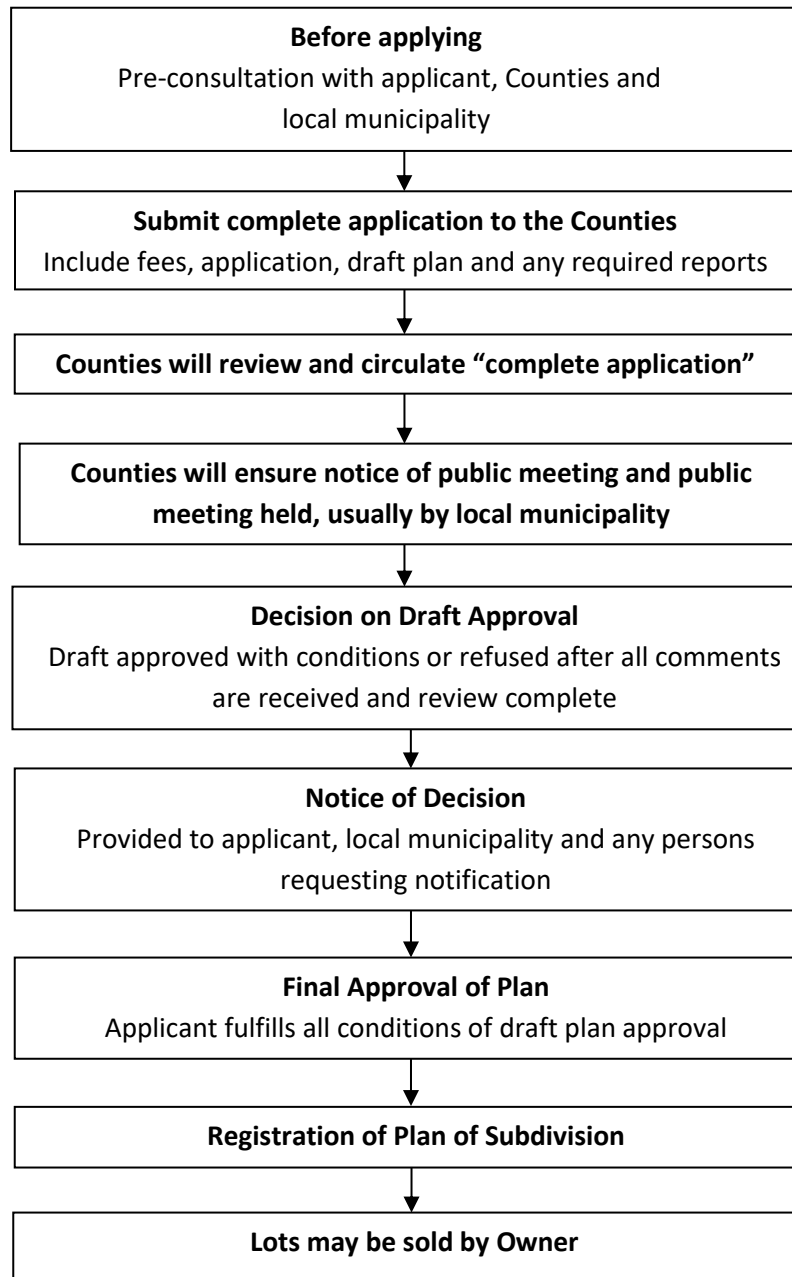 Before applying
Pre-consultation with applicant, Counties and
local municipality
Submit complete application to the Counties
Include fees, application, draft plan and any required reports
Counties will review and circulate “complete application”
Counties will ensure notice of public meeting and public
meeting held, usually by local municipality
Decision on Draft Approval
Draft approved with conditions or refused after all comments
are received and review complete
Notice of Decision
Provided to applicant, local municipality and any persons
requesting notification
Final Approval of Plan
Applicant fulfills all conditions of draft plan approval
Registration of Plan of Subdivision
Lots may be sold by Owner